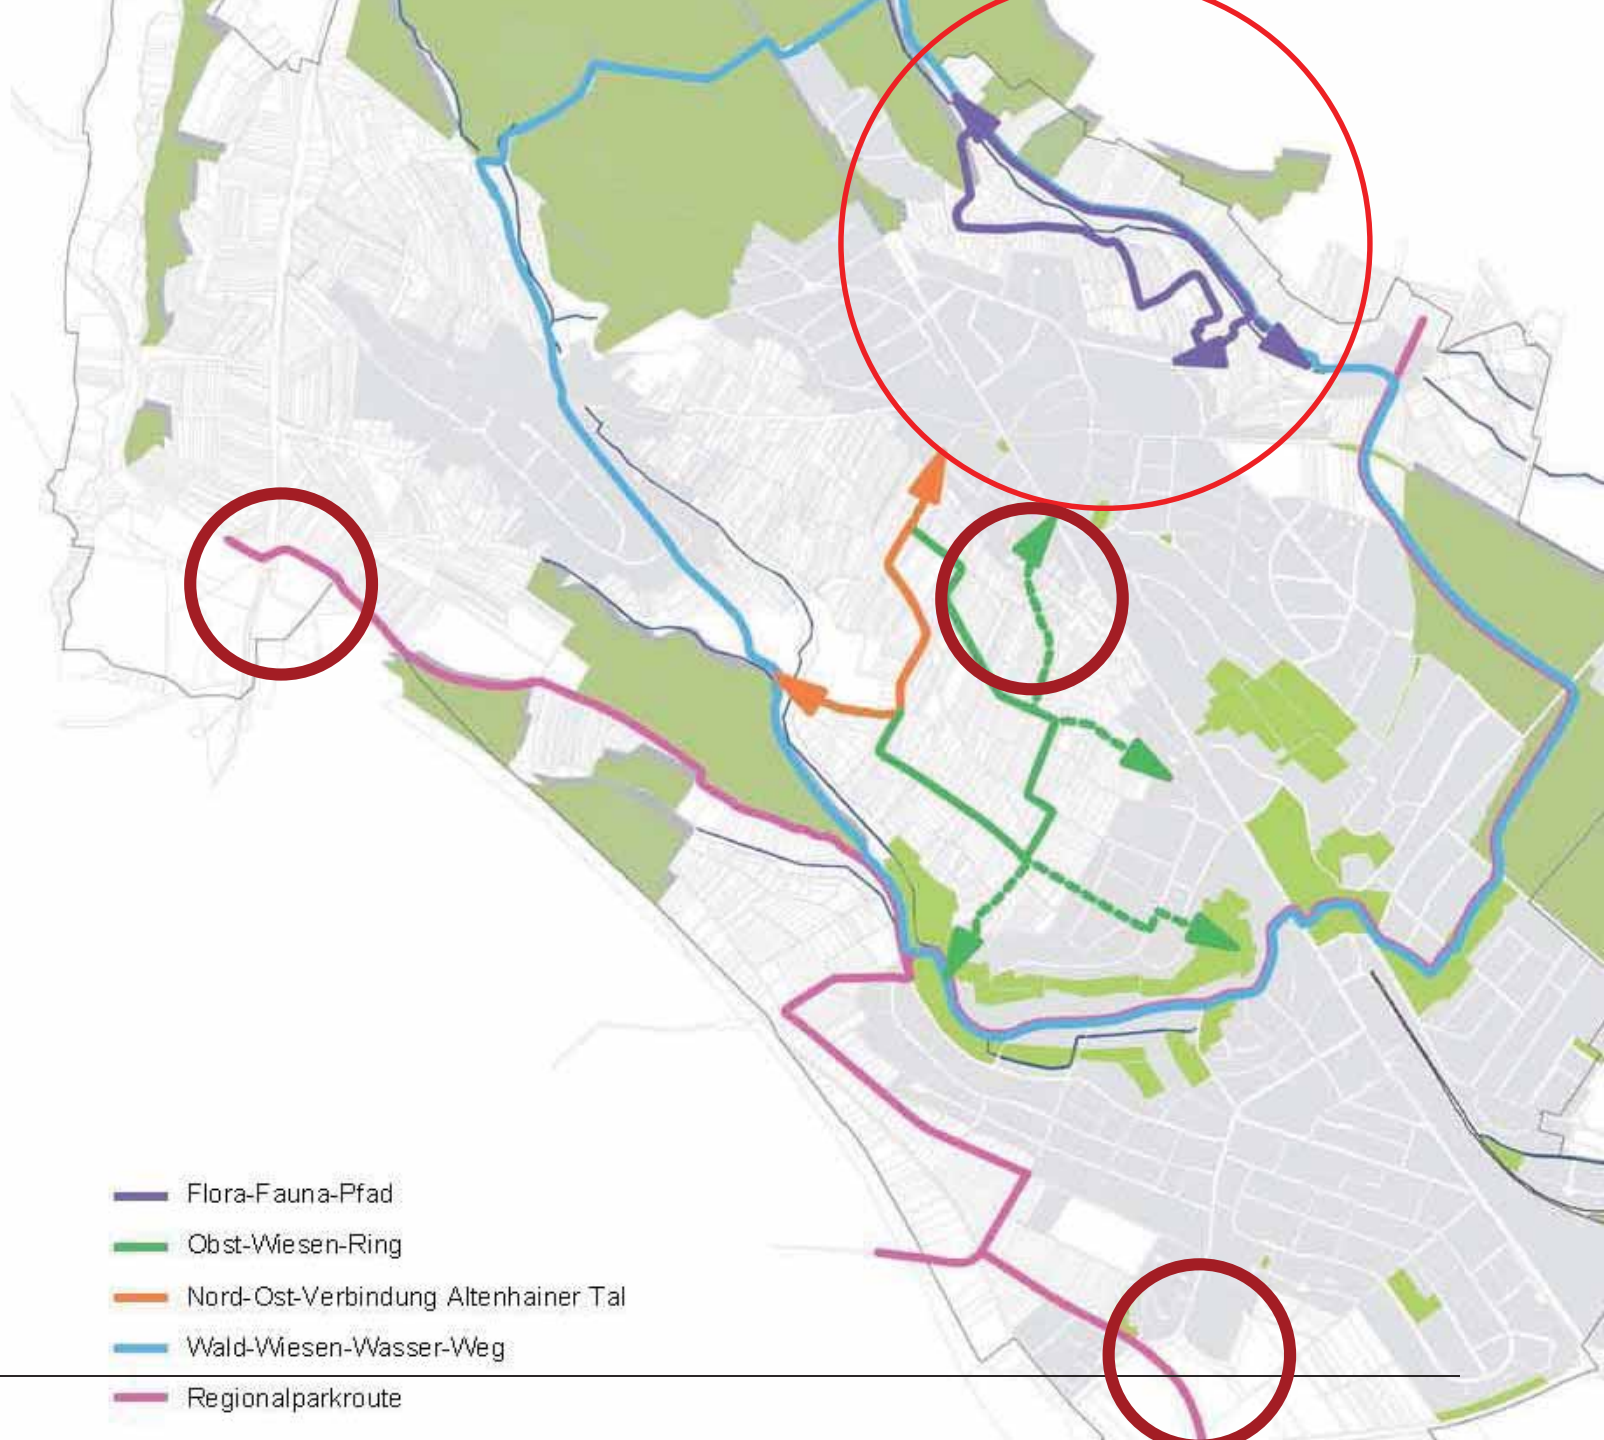 Flora-Fauna-Pfad
Obst-Wiesen-Ring
Nord-Ost-Verbindung Altenhainer Tal
Wald-Wiesen-Wasser-Weg
Regionalparkroute